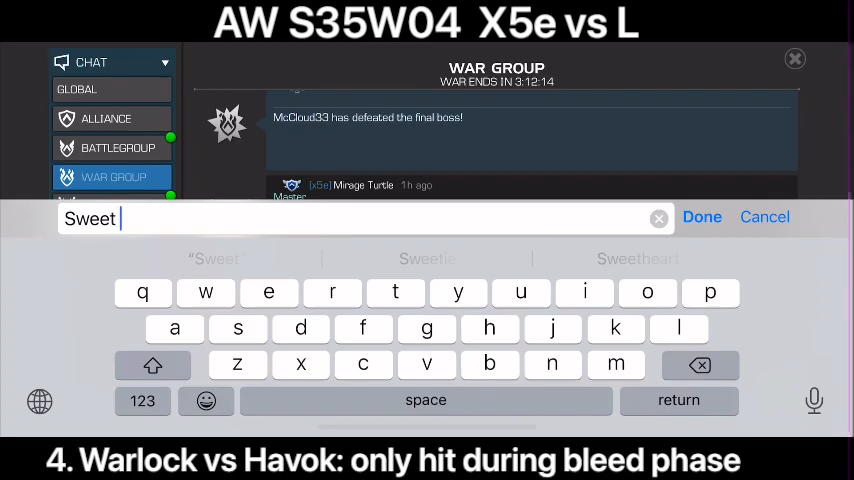 AW S35W04 X5e vs L
CHAT
GLOBAL
ALLIANCE
BATTLEGROUP
WAR GROUP
WAR GROUP
WAR ENDS IN 3:12:14
McCloud33 has defeated the final boss!
[x5e] Mirage Turtle 1h ago
Master
Sweet
Done Cancel
“Sweet” Sweetie Sweetheart
q w e r t y u i o p
a s d f g h j k l
z x c v b n m
123 space return
4. Warlock vs Havok: only hit during bleed phase